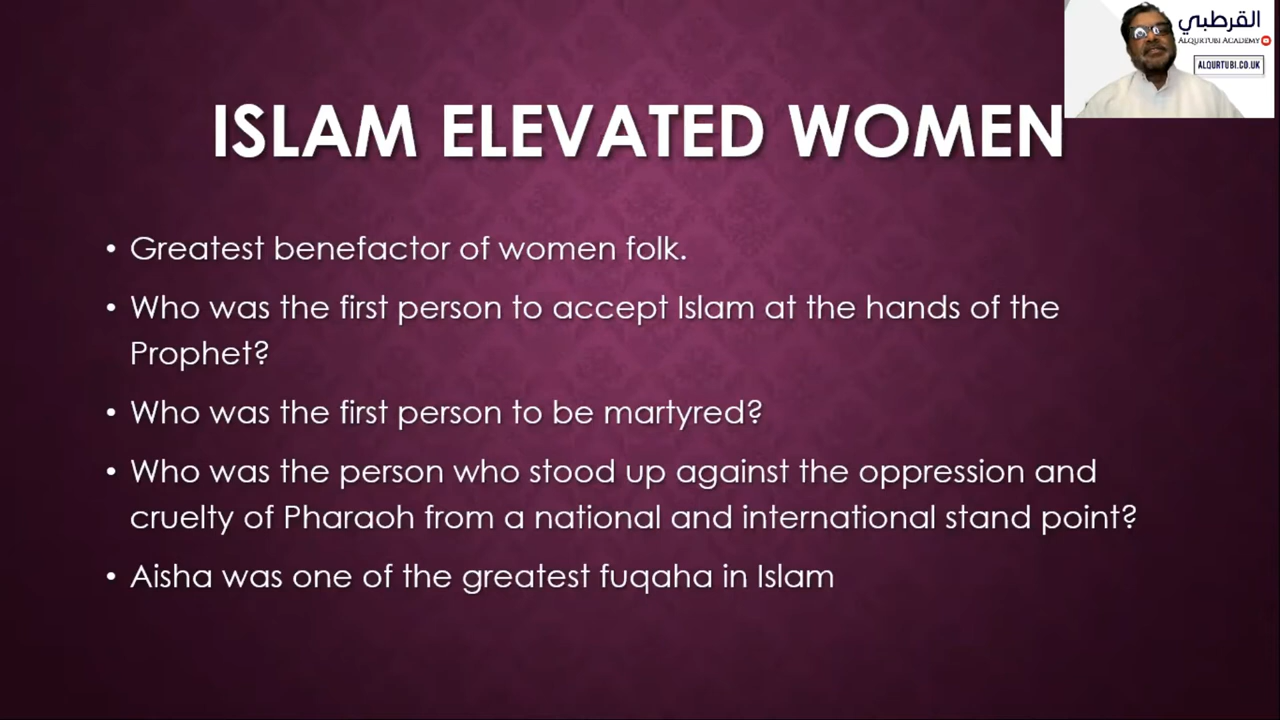 القرطبي
ALQURTUBI ACADEMY
ALQURTUBI.CO.UK
ISLAM ELEVATED WOMEN
• Greatest benefactor of women folk.
• Who was the first person to accept Islam at the hands of the
Prophet?
• Who was the first person to be martyred?
• Who was the person who stood up against the oppression and
cruelty of Pharaoh from a national and international stand point?
• Aisha was one of the greatest fuqaha in Islam